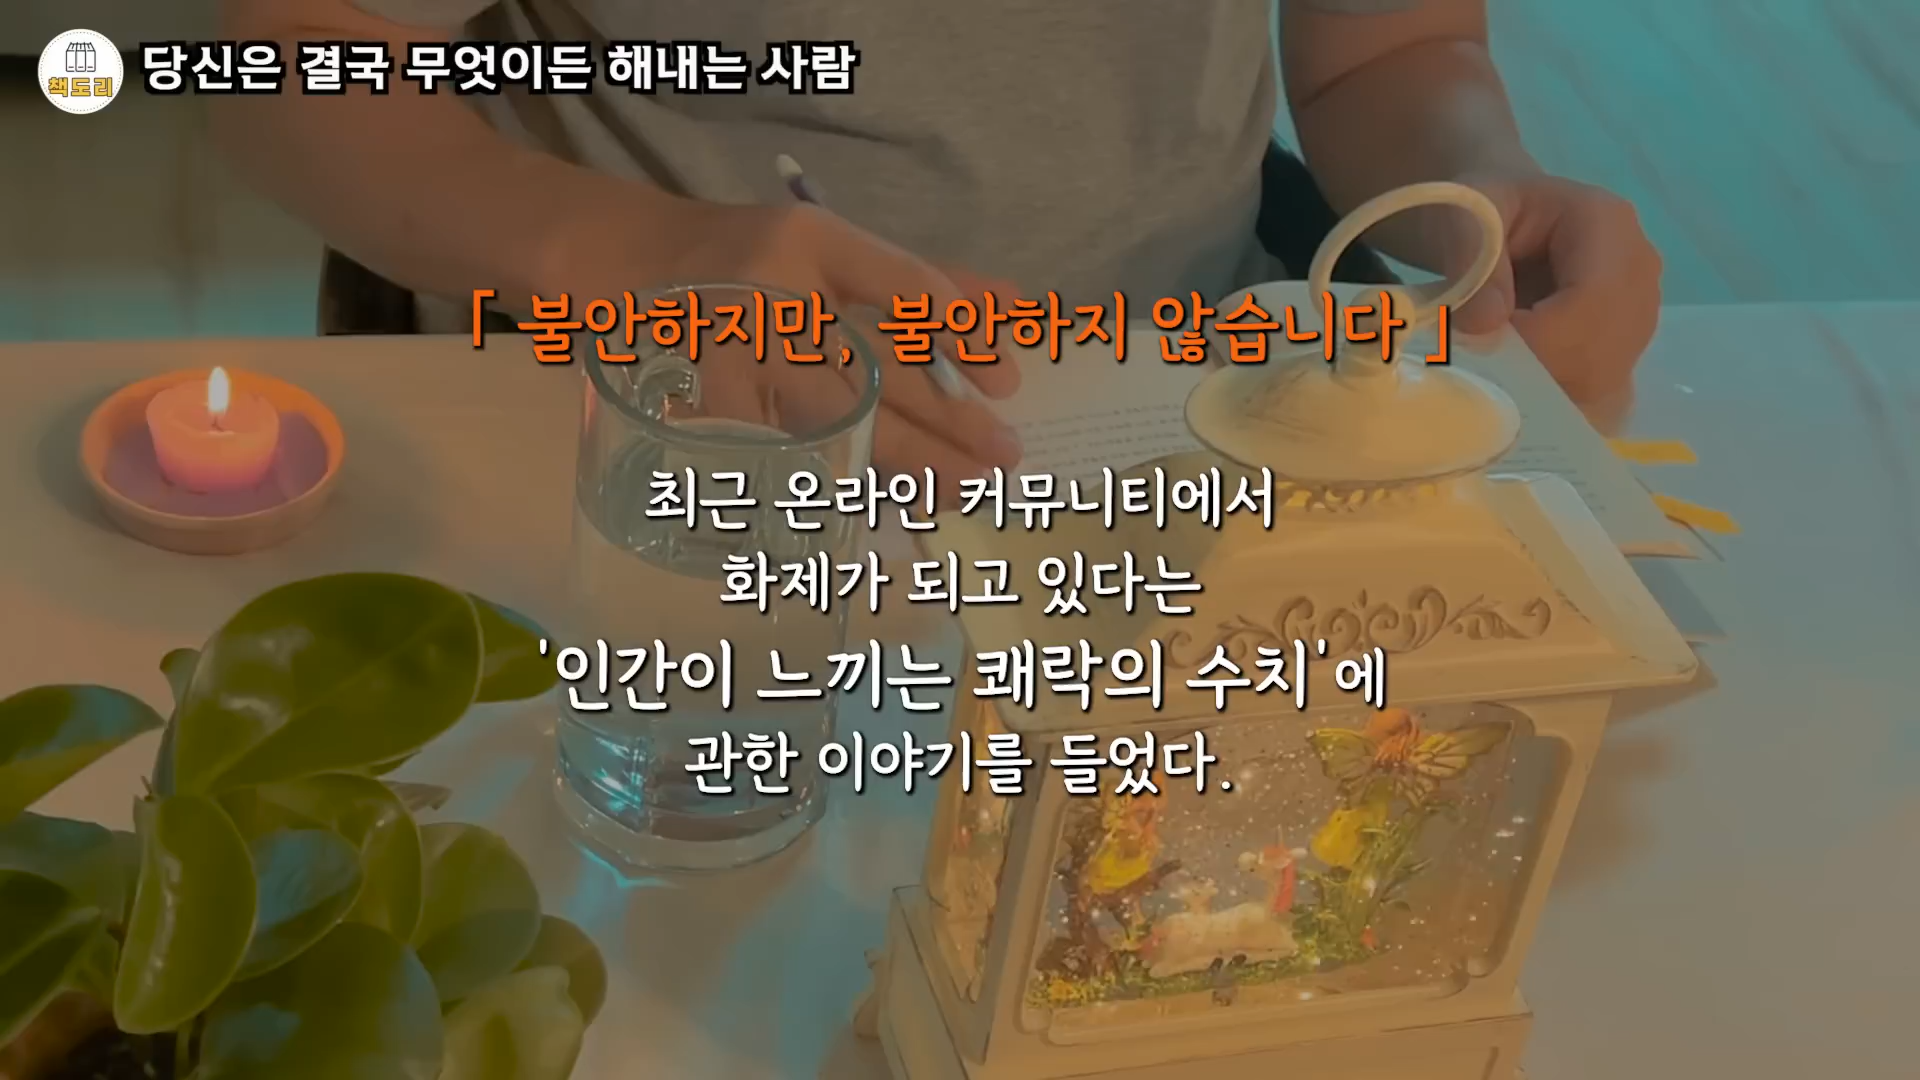 책도리
당신은 결국 무엇이든 해내는 사람
「 불안하지만, 불안하지 않습니다 」
최근 온라인 커뮤니티에서
화제가 되고 있다는
'인간이 느끼는 쾌락의 수치'에
관한 이야기를 들었다.